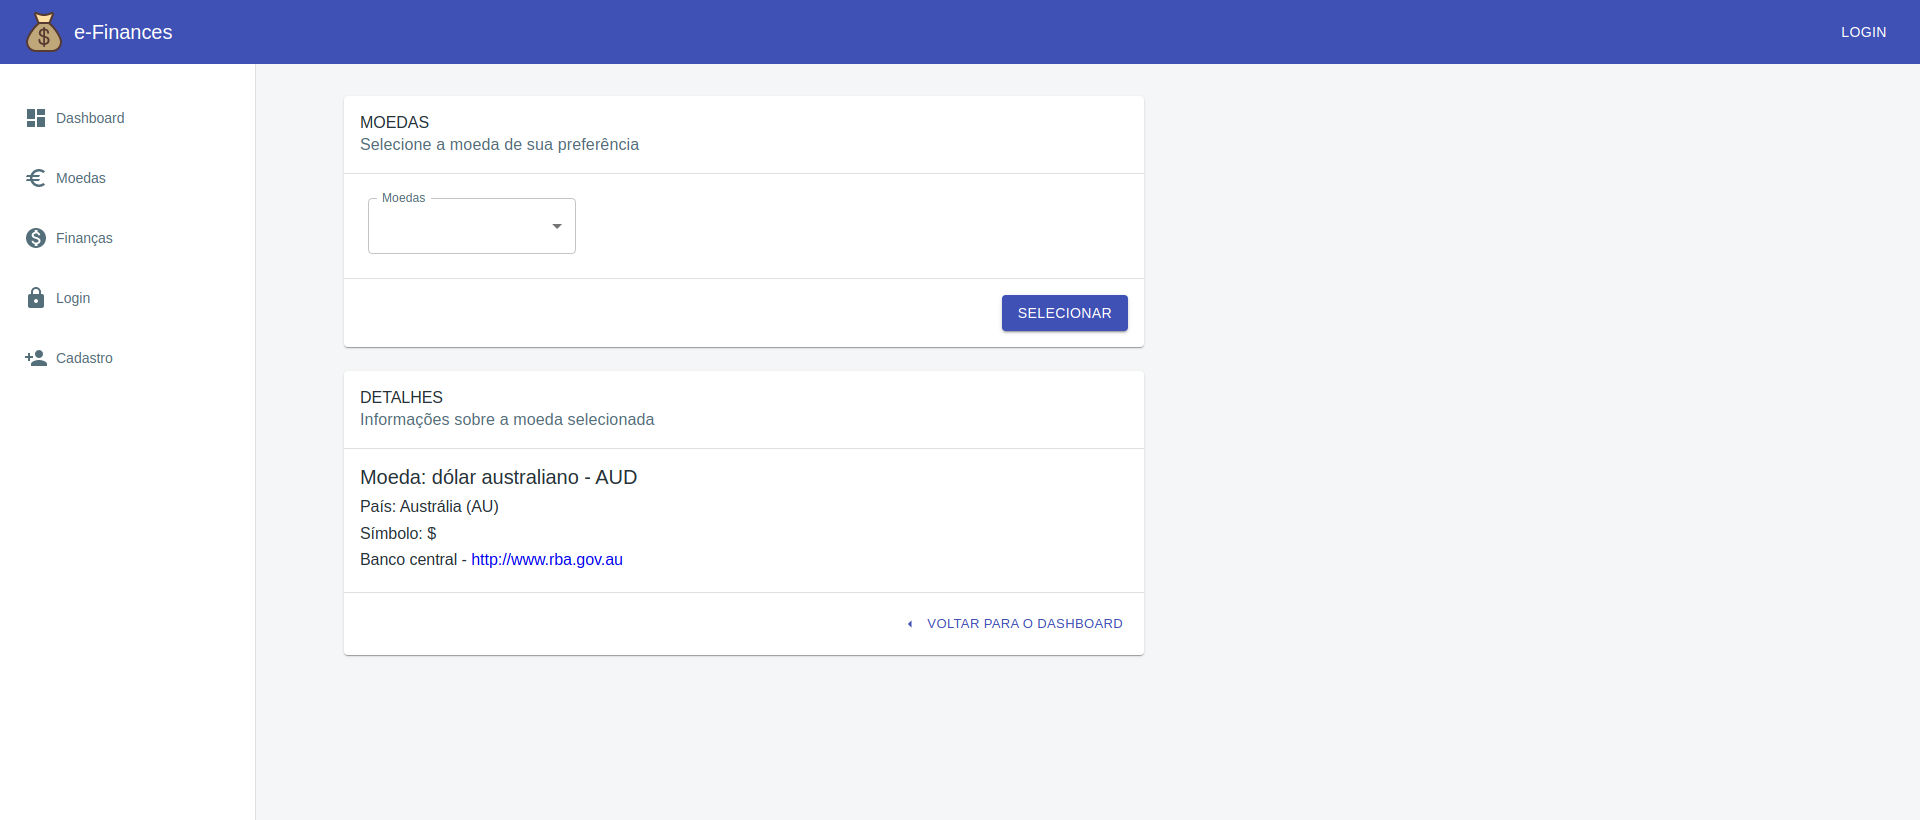 e-Finances
LOGIN
Dashboard
Moedas
Finanças
Login
Cadastro
MOEDAS
Selecione a moeda de sua preferência
Moedas
SELECIONAR
DETALHES
Informações sobre a moeda selecionada
Moeda: dólar australiano - AUD
País: Austrália (AU)
Símbolo: $
Banco central - http://www.rba.gov.au
VOLTAR PARA O DASHBOARD